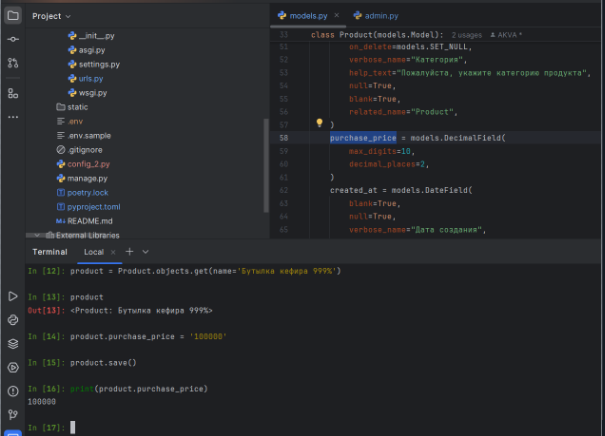 Project
models.py
admin.py
__init__.py
asgi.py
settings.py
urls.py
wsgi.py
static
.env
.env.sample
.gitignore
config_2.py
manage.py
poetry.lock
pyproject.toml
README.md
External Libraries
33 class Product(models.Model): 2 usages AKVA *
51 on_delete=models.SET_NULL,
52 verbose_name="Категория",
53 help_text="Пожалуйста, укажите категорию продукта",
54 null=True,
55 blank=True,
56 related_name="Product",
57 )
58 purchase_price = models.DecimalField(
59 max_digits=10,
60 decimal_places=2,
61 )
62 created_at = models.DateField(
63 blank=True,
64 null=True,
65 verbose_name="Дата создания",
Terminal Local
In [12]: product = Product.objects.get(name='Бутылка кефира 999%')
In [13]: product
Out[13]: <Product: Бутылка кефира 999%>
In [14]: product.purchase_price = '100000'
In [15]: product.save()
In [16]: print(product.purchase_price)
100000
In [17]: